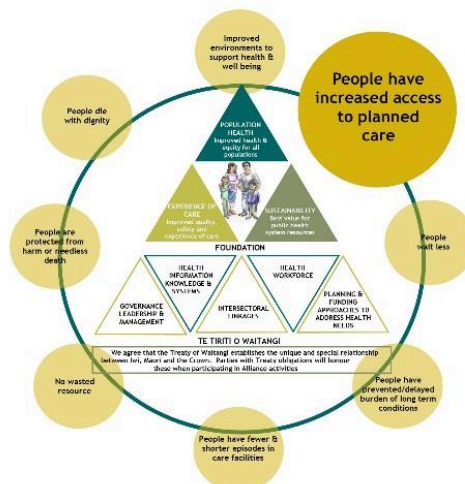 Improved
environments to
support health &
well being
People have
increased access
to planned
care
People die
with dignity
POPULATION
HEALTH
Improved health &
equity for all
populations
EXPERIENCE OF
CARE
Improved quality,
safety and
experience of care
SUSTAINABILITY
Best value for
public health
system resources
People are
protected from
harm or needless
death
People
wait less
FOUNDATION
HEALTH
INFORMATION
KNOWLEDGE &
SYSTEMS
HEALTH
WORKFORCE
GOVERNANCE
LEADERSHIP &
MANAGEMENT
INTERSECTORAL
LINKAGES
PLANNING &
FUNDING
APPROACHES TO
ADDRESS HEALTH
NEEDS
TE TIRITI O WAITANGI
We agree that the Treaty of Waitangi establishes the unique and special relationship
between Iwi, Maori and the Crown. Partner with Treaty obligations will honour
these when participating in Alliance activities
No wasted
resource
People have
prevented/delayed
burden of long term
conditions
People have fewer &
shorter episodes in
care facilities